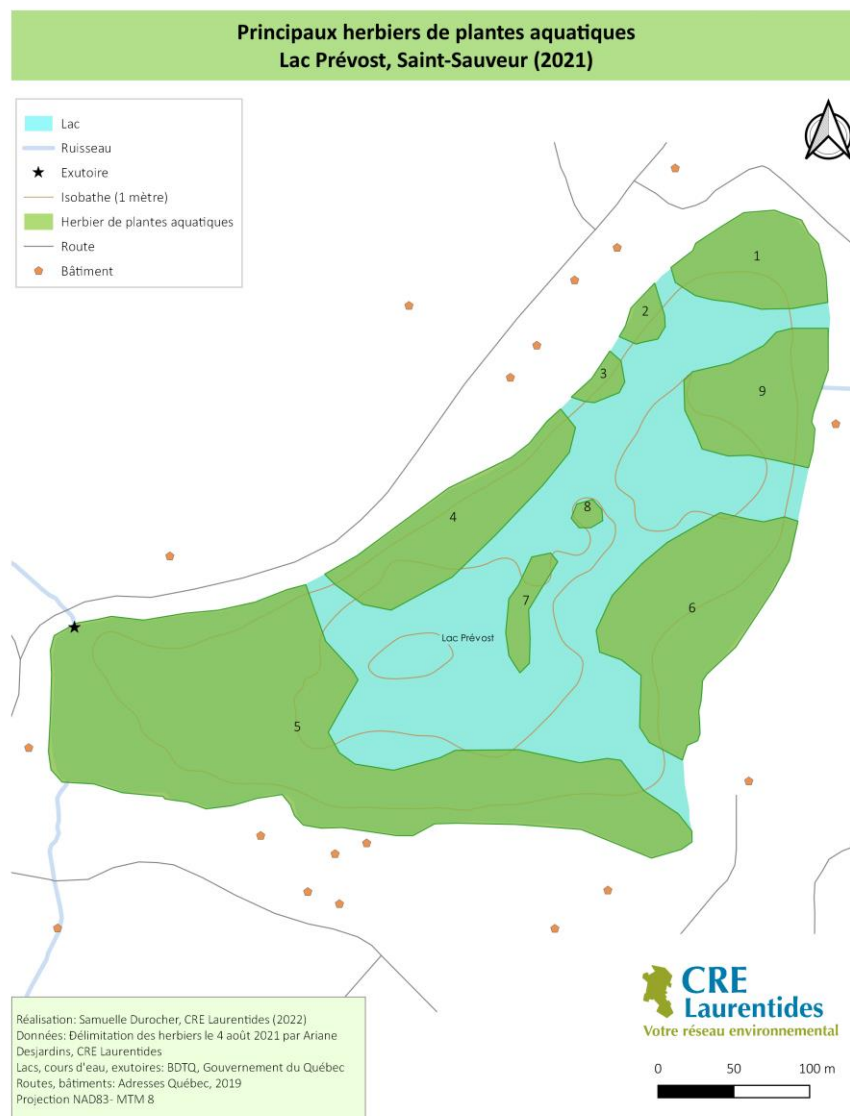 Principaux herbiers de plantes aquatiques
Lac Prévost, Saint-Sauveur (2021)
Lac
Ruisseau
Exutoire
Isobathe (1 mètre)
Herbier de plantes aquatiques
Route
Bâtiment
1
2
3
9
4
8
7
6
Lac Prévost
5
CRE
Laurentides
Votre réseau environnemental
Réalisation: Samuelle Durocher, CRE Laurentides (2022)
Données: Délimitation des herbiers le 4 août 2021 par Ariane
Desjardins, CRE Laurentides
Lacs, cours d'eau, exutoires: BDTQ, Gouvernement du Québec
Routes, bâtiments: Adresses Québec, 2019
Projection NAD83- MTM 8
0 50 100 m